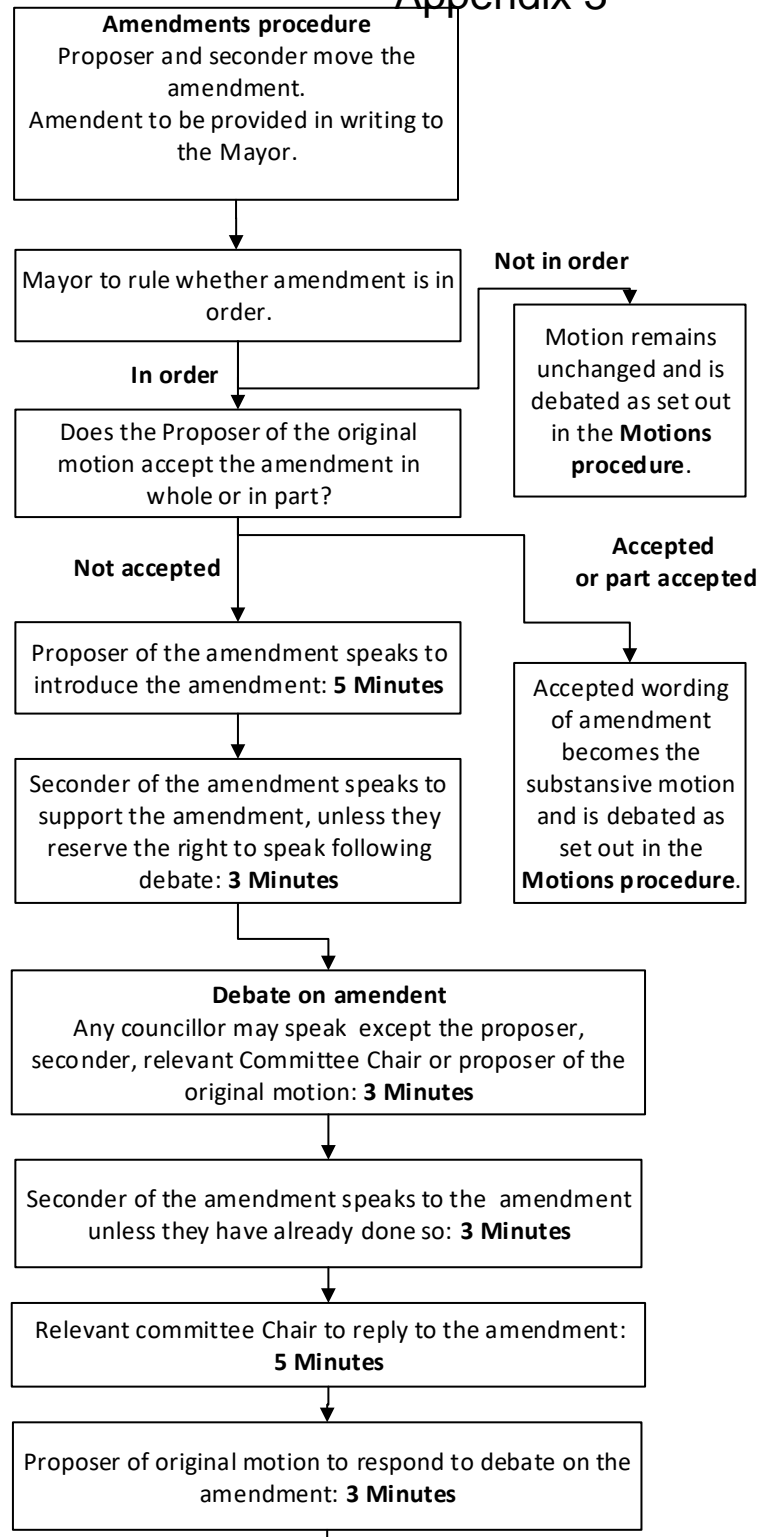 Appendix 3
Amendments procedure
Proposer and seconder move the
amendment.
Amendent to be provided in writing to
the Mayor.
Mayor to rule whether amendment is in
order.
Not in order
Motion remains
unchanged and is
debated as set out
in the Motions
procedure.
In order
Does the Proposer of the original
motion accept the amendment in
whole or in part?
Accepted
or part accepted
Accepted wording
of amendment
becomes the
substansive motion
and is debated as
set out in the
Motions procedure.
Not accepted
Proposer of the amendment speaks to
introduce the amendment: 5 Minutes
Seconder of the amendment speaks to
support the amendment, unless they
reserve the right to speak following
debate: 3 Minutes
Debate on amendent
Any councillor may speak except the proposer,
seconder, relevant Committee Chair or proposer of the
original motion: 3 Minutes
Seconder of the amendment speaks to the amendment
unless they have already done so: 3 Minutes
Relevant committee Chair to reply to the amendment:
5 Minutes
Proposer of original motion to respond to debate on the
amendment: 3 Minutes